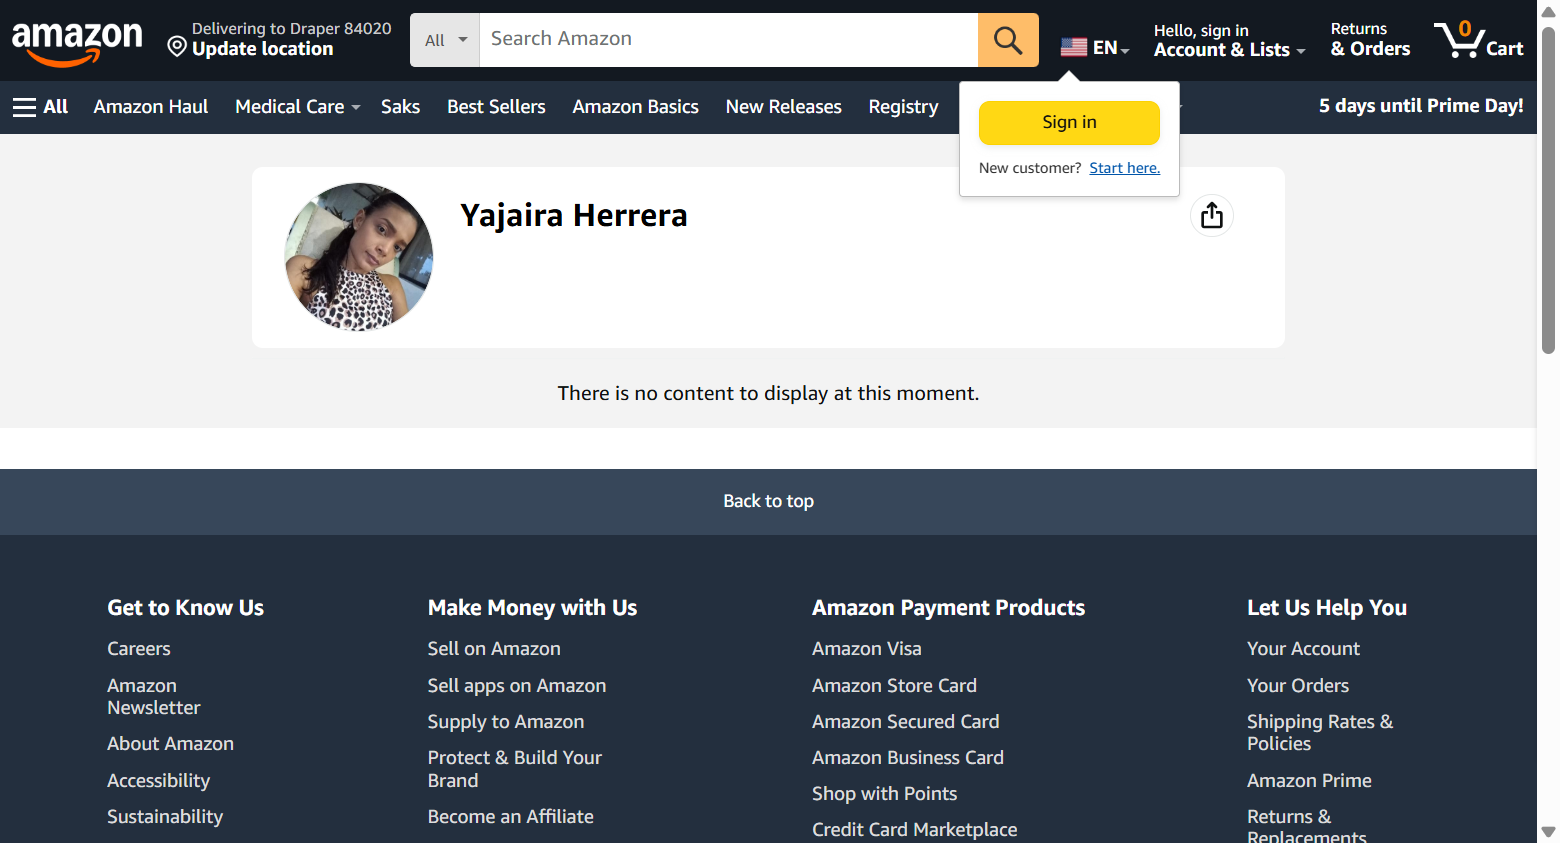 amazon
Delivering to Draper 84020
Update location
All
Search Amazon
EN
Hello, sign in
Account & Lists
Returns
& Orders
0
Cart
All
Amazon Haul
Medical Care
Saks
Best Sellers
Amazon Basics
New Releases
Registry
5 days until Prime Day!
Sign in
New customer? Start here.
Yajaira Herrera
There is no content to display at this moment.
Back to top
Get to Know Us
Careers
Amazon
Newsletter
About Amazon
Accessibility
Sustainability
Make Money with Us
Sell on Amazon
Sell apps on Amazon
Supply to Amazon
Protect & Build Your
Brand
Become an Affiliate
Amazon Payment Products
Amazon Visa
Amazon Store Card
Amazon Secured Card
Amazon Business Card
Shop with Points
Credit Card Marketplace
Let Us Help You
Your Account
Your Orders
Shipping Rates &
Policies
Amazon Prime
Returns &
Replacements